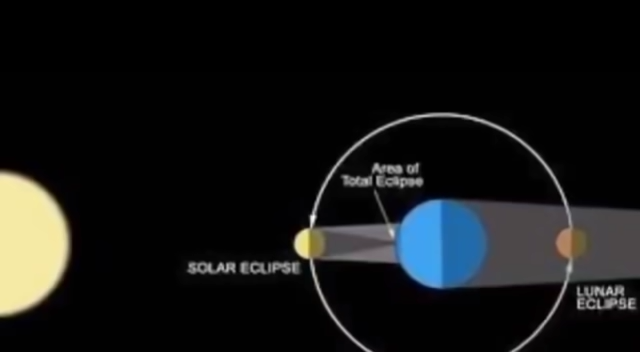 Area of
Total Eclipse
SOLAR ECLIPSE
LUNAR
ECLIPSE